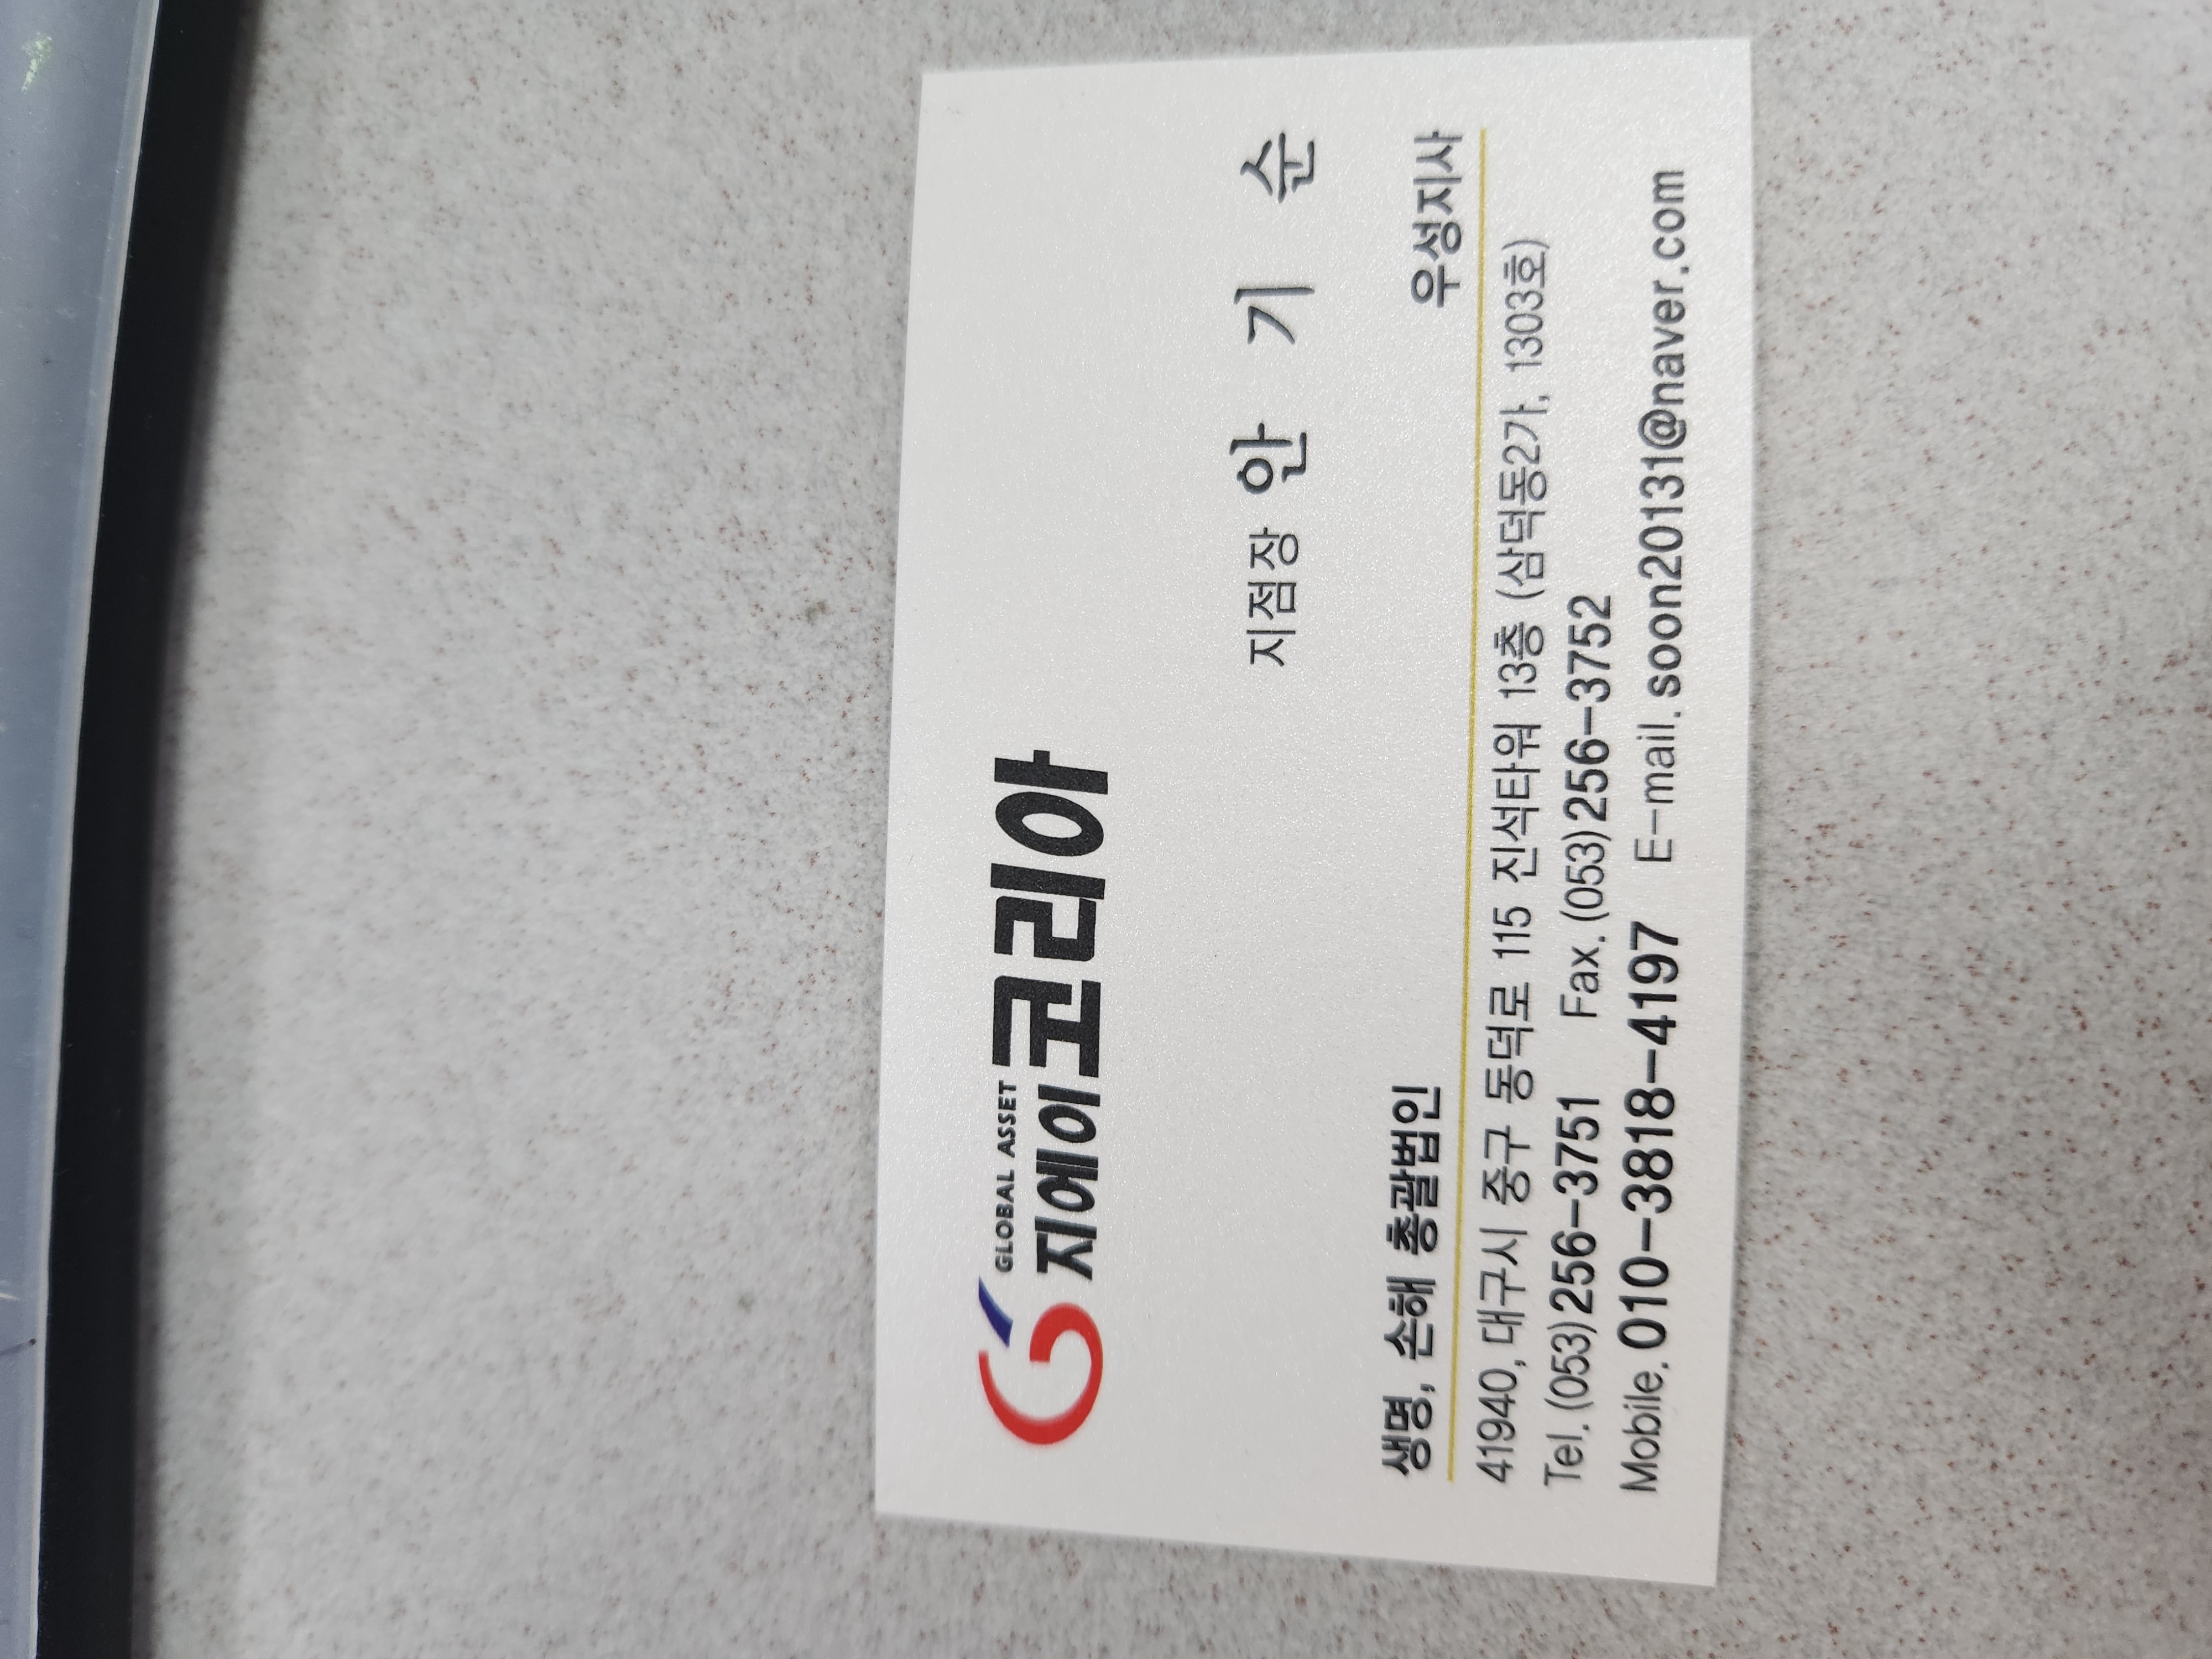 GLOBAL ASSET
지에이코리아
지점장 안 기 순
생명, 손해 총괄법인 우성지사
41940, 대구시 중구 동덕로 115 진석타워 13층 (삼덕동2가, 1303호)
Tel. (053)256-3751 Fax. (053)256-3752
Mobile. 010-3818-4197 E-mail. soon20131@naver.com